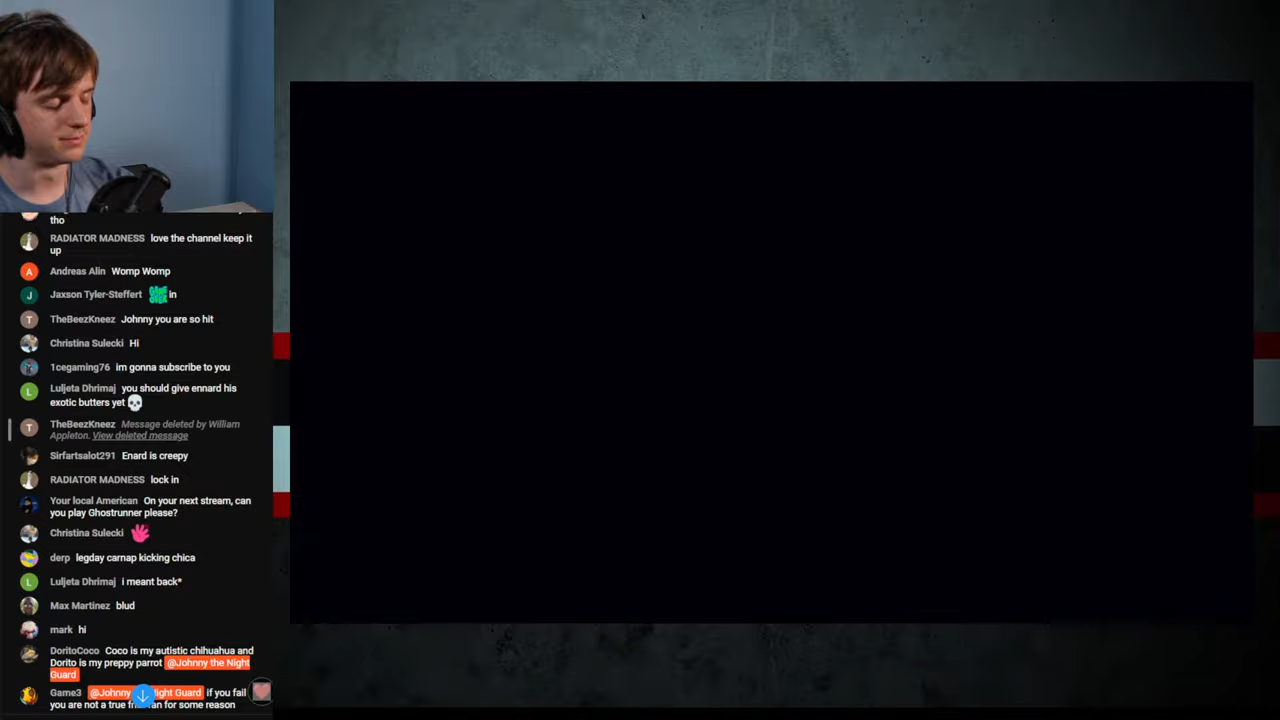 tho
RADIATOR MADNESS love the channel keep it
up
Andreas Alin Womp Womp
Jaxson Tyler-Steffert GAME OVER in
TheBeezKneez Johnny you are so hit
Christina Sulecki Hi
1cegaming76 im gonna subscribe to you
Luljeta Dhrimaj you should give ennard his
exotic butters yet
TheBeezKneez Message deleted by William
Appleton. View deleted message
Sirfartsalot291 Enard is creepy
RADIATOR MADNESS lock in
Your local American On your next stream, can
you play Ghostrunner please?
Christina Sulecki
derp legday carnap kicking chica
Luljeta Dhrimaj i meant back*
Max Martinez blud
mark hi
DoritoCoco Coco is my autistic chihuahua and
Dorito is my preppy parrot @Johnny the Night
Guard
Game3 @Johnny Night Guard if you fail
you are not a true for some reason